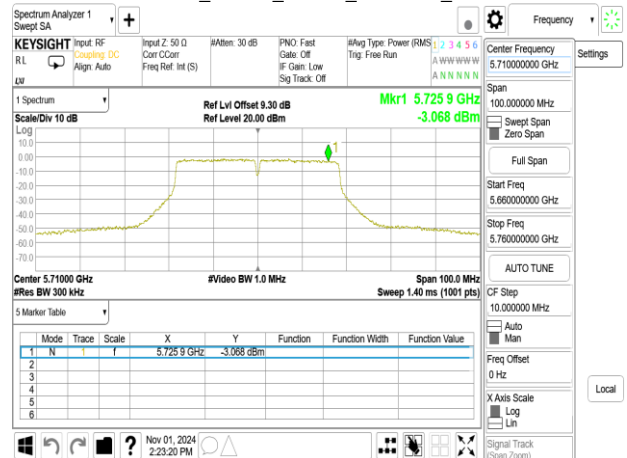 Spectrum Analyzer 1
Swept SA
+
Frequency
KEYSIGHT
RL
Input: RF
Coupling: DC
Align: Auto
Input Z: 50 Ω
Corr CCorr
Freq Ref: Int (S)
#Atten: 30 dB
PNO: Fast
Gate: Off
IF Gain: Low
Sig Track: Off
#Avg Type: Power (RMS
Trig: Free Run
1 2 3 4 5 6
A W W W W W
A N N N N N
Center Frequency
5.710000000 GHz
Settings
Span
100.000000 MHz
Swept Span
Zero Span
Full Span
Start Freq
5.660000000 GHz
Stop Freq
5.760000000 GHz
AUTO TUNE
CF Step
10.000000 MHz
Auto
Man
Freq Offset
0 Hz
X Axis Scale
Log
Lin
Signal Track
(Span Zoom)
Local
1 Spectrum
Scale/Div 10 dB
Ref Lvl Offset 9.30 dB
Ref Level 20.00 dBm
Mkr1 5.725 9 GHz
-3.068 dBm
Log
10.0
0.00
-10.0
-20.0
-30.0
-40.0
-50.0
-60.0
-70.0
1
Center 5.71000 GHz
#Video BW 1.0 MHz
Span 100.0 MHz
#Res BW 300 kHz
Sweep 1.40 ms (1001 pts)
5 Marker Table
Mode Trace Scale X Y Function Function Width Function Value
1 N 1 f 5.725 9 GHz -3.068 dBm
2
3
4
5
6
?
Nov 01, 2024
2:23:20 PM